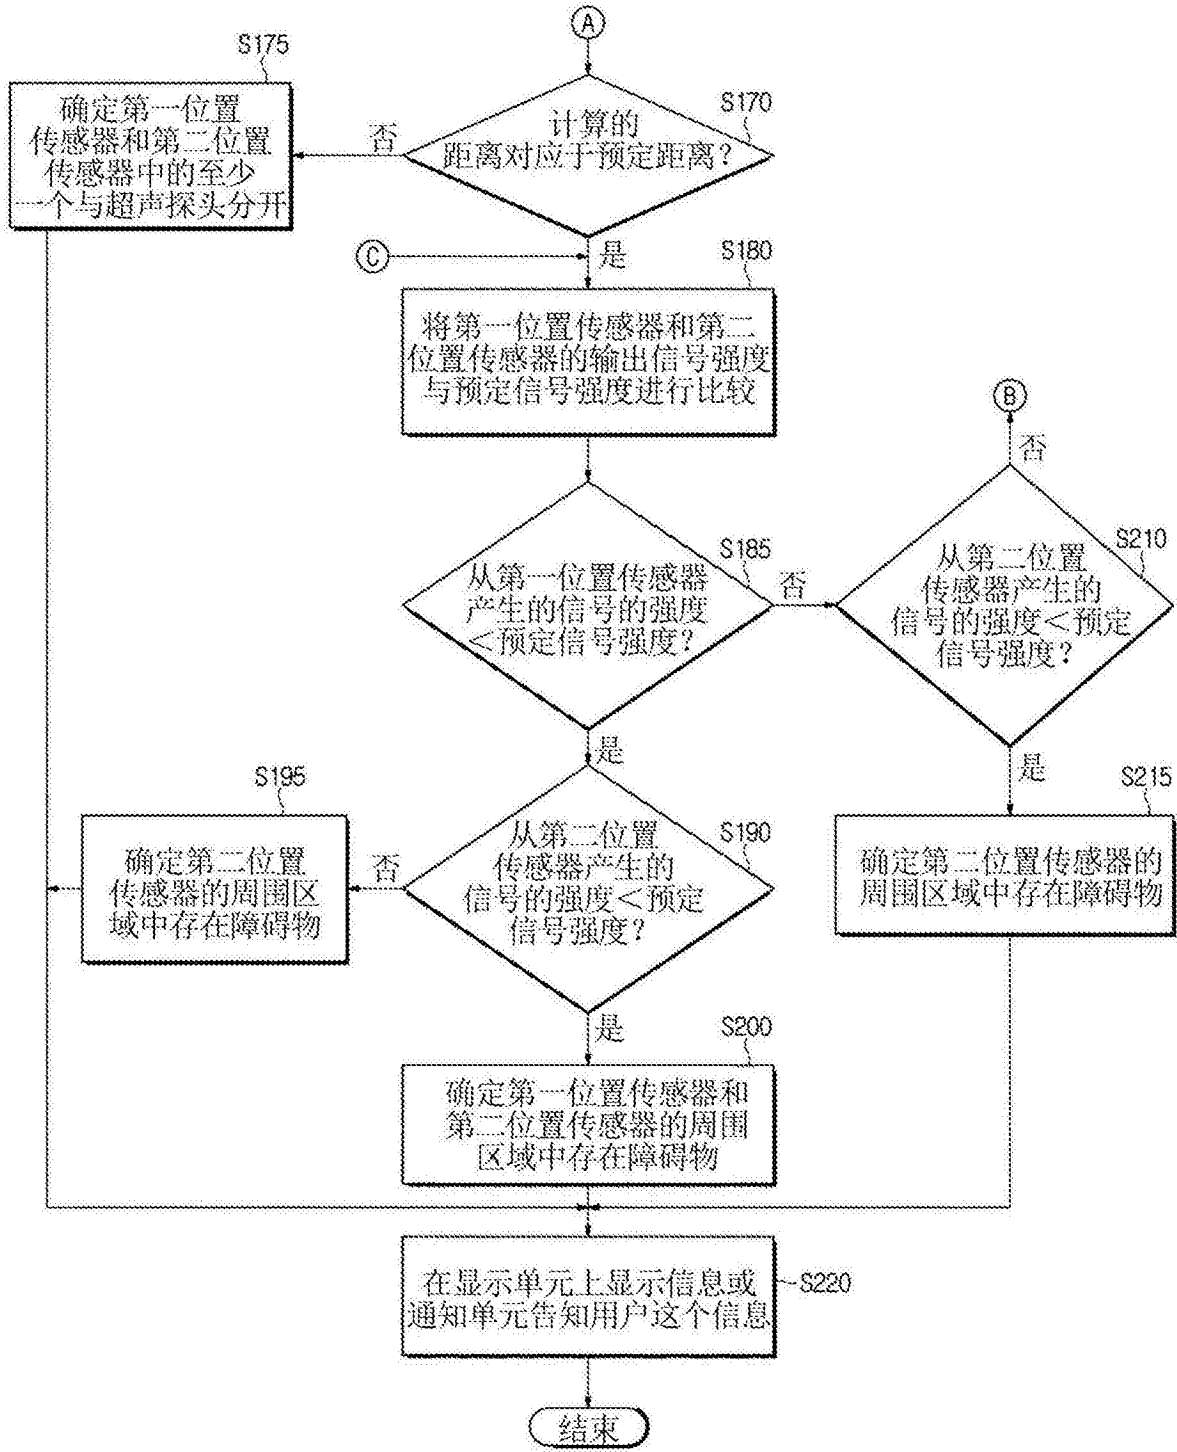 A
S175
确定第一位置
传感器和第二位置
传感器中的至少
一个与超声探头分开
否
S170
计算的
距离对应于预定距离？
是
C
S180
将第一位置传感器和第二
位置传感器的输出信号强度
与预定信号强度进行比较
B
否
S185
从第一位置传感器
产生的信号的强度
＜预定信号强度？
否
S210
从第二位置
传感器产生的
信号的强度＜预定
信号强度？
是
是
S195
确定第二位置
传感器的周围区
域中存在障碍物
否
S190
从第二位置
传感器产生的
信号的强度＜预定
信号强度？
S215
确定第二位置传感器的
周围区域中存在障碍物
是
S200
确定第一位置传感器和
第二位置传感器的周围
区域中存在障碍物
在显示单元上显示信息或
通知单元告知用户这个信息
S220
结束